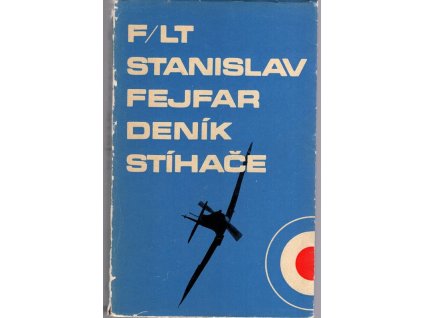 F/LT
STANISLAV
FEJFAR
DENÍK
STÍHAČE